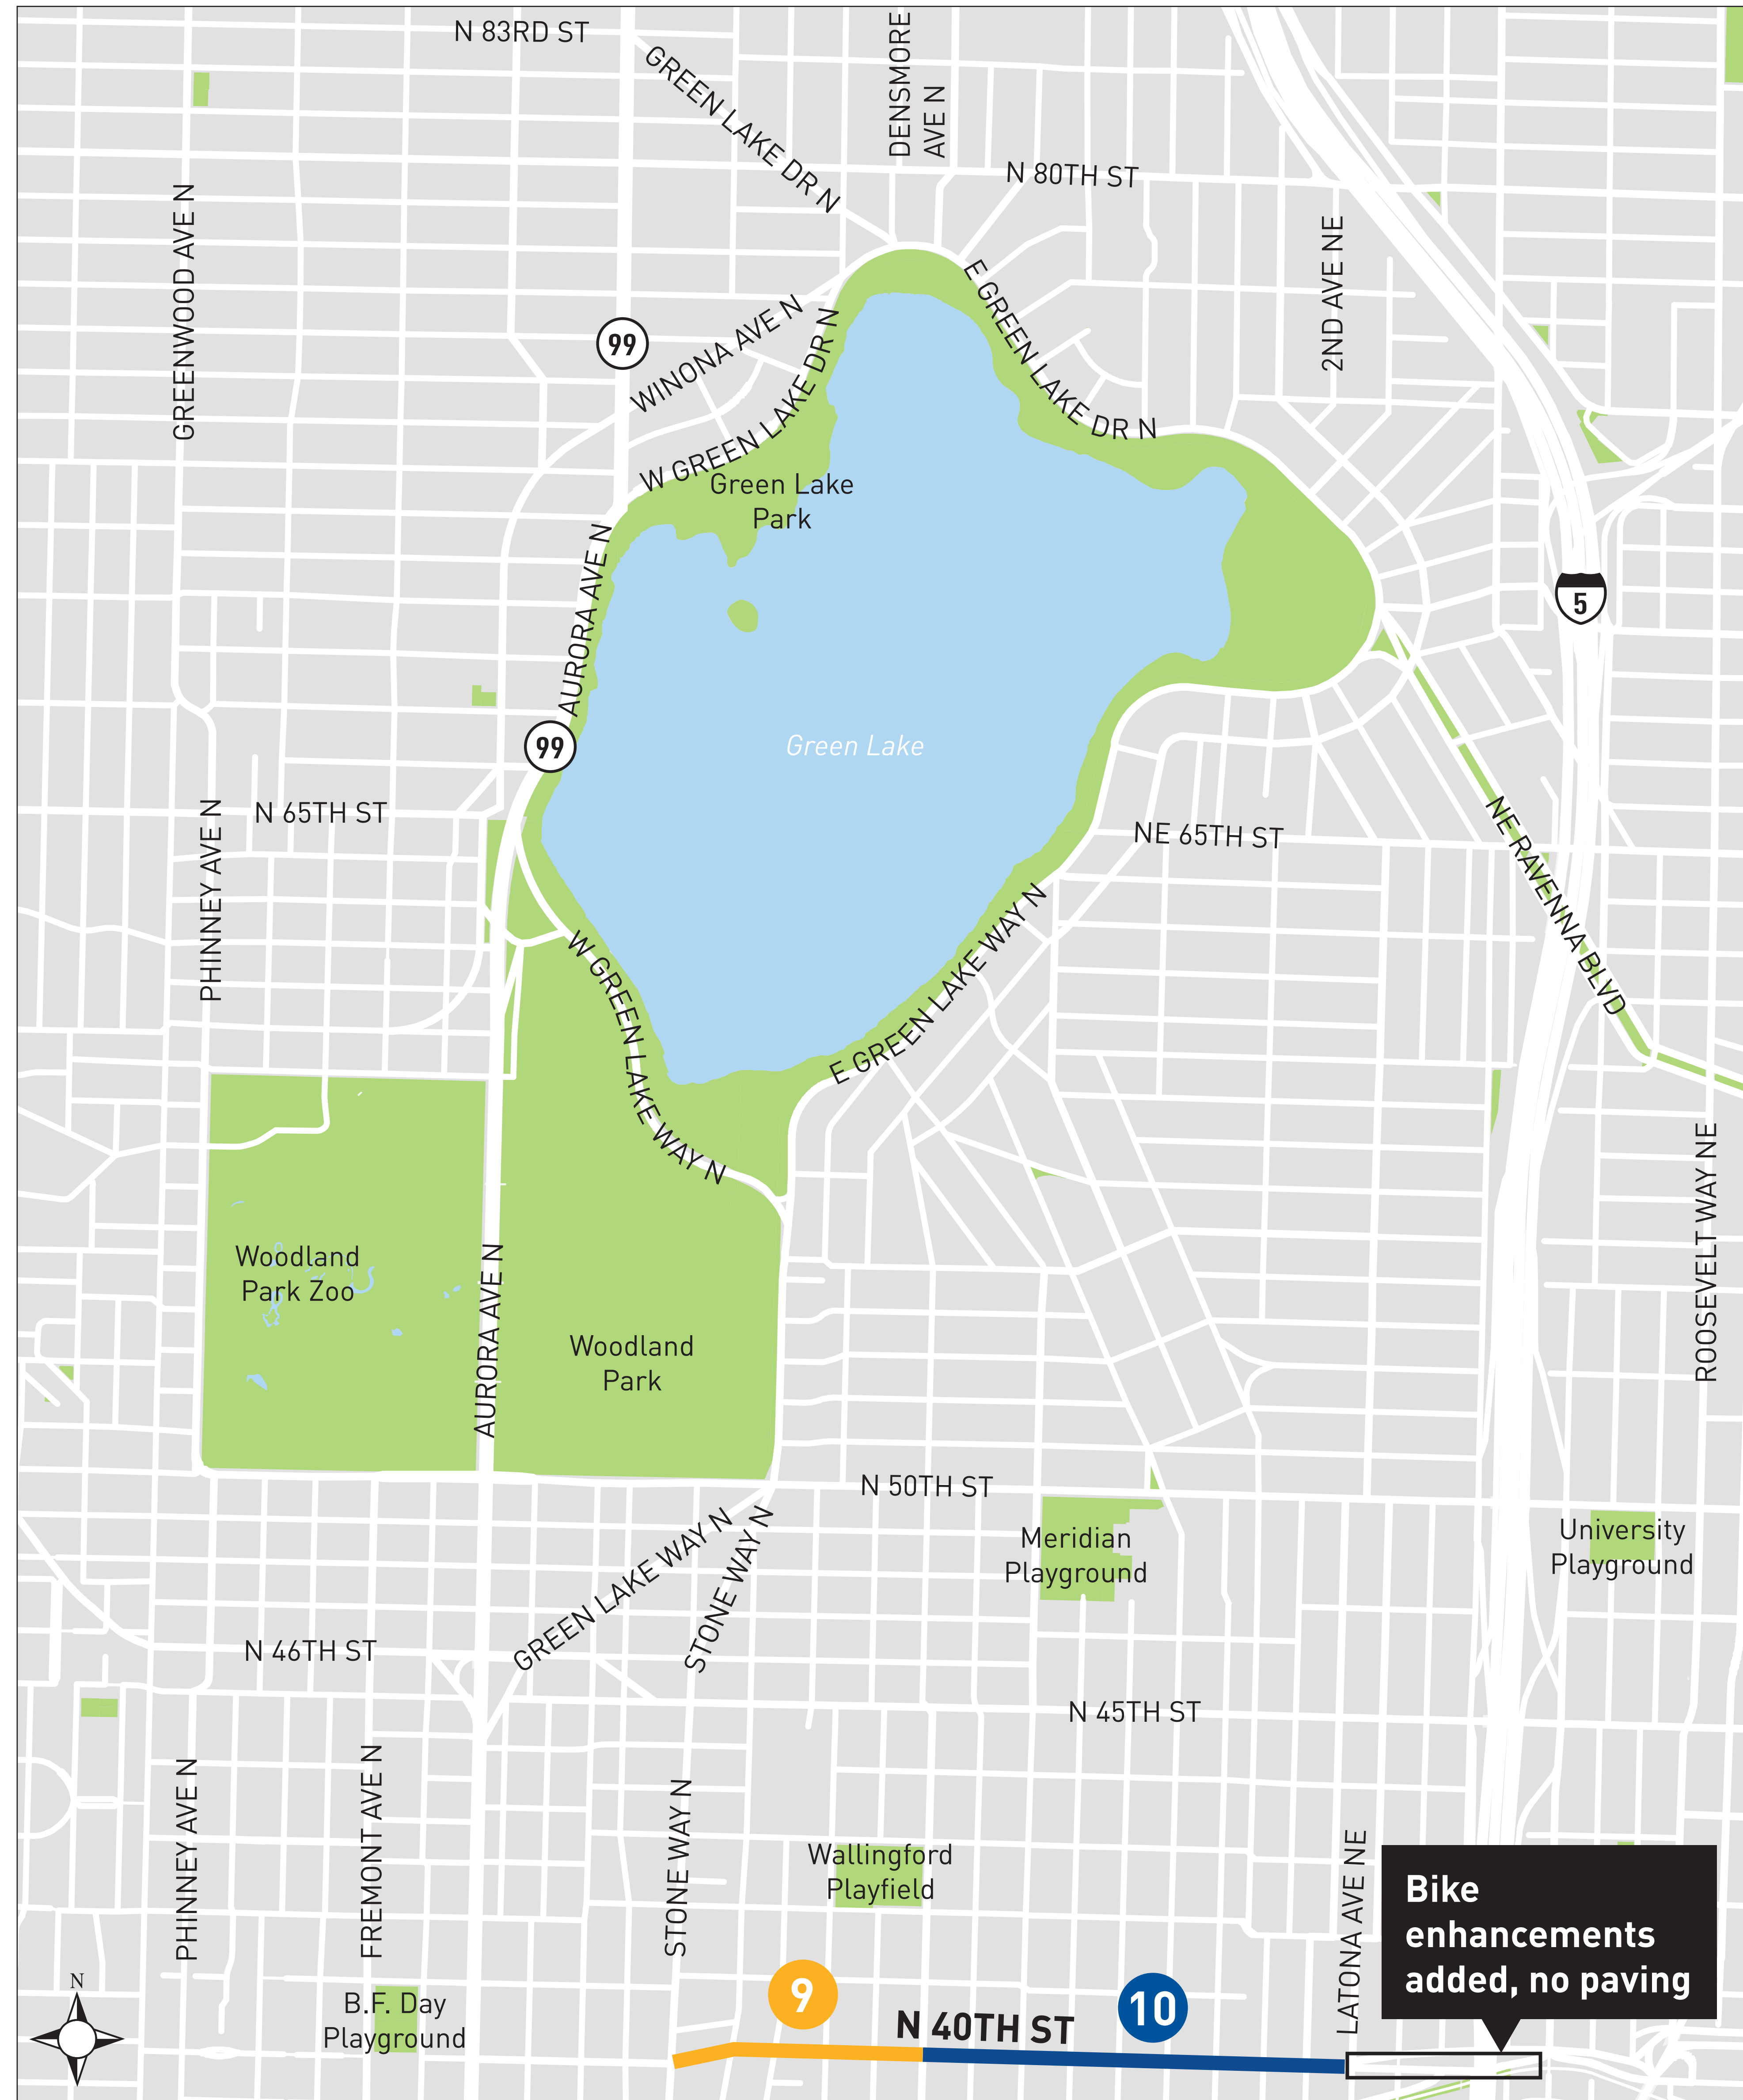 N 83RD ST
GREEN LAKE DR N
DENSMORE
AVE N
N 80TH ST
GREENWOOD AVE N
2ND AVE NE
E GREEN LAKE DR N
99
WINONA AVE N
W GREEN LAKE DR N
Green Lake
Park
AURORA AVE N
5
99
Green Lake
N 65TH ST
NE 65TH ST
PHINNEY AVE N
NE RAVENNA BLVD
E GREEN LAKE WAY N
W GREEN LAKE WAY N
ROOSEVELT WAY NE
Woodland
Park Zoo
AURORA AVE N
Woodland
Park
N 50TH ST
GREEN LAKE WAY N
STONE WAY N
Meridian
Playground
University
Playground
N 46TH ST
N 45TH ST
PHINNEY AVE N
FREMONT AVE N
STONE WAY N
Wallingford
Playfield
LATONA AVE NE
Bike
enhancements
added, no paving
N
B.F. Day
Playground
9
N 40TH ST
10